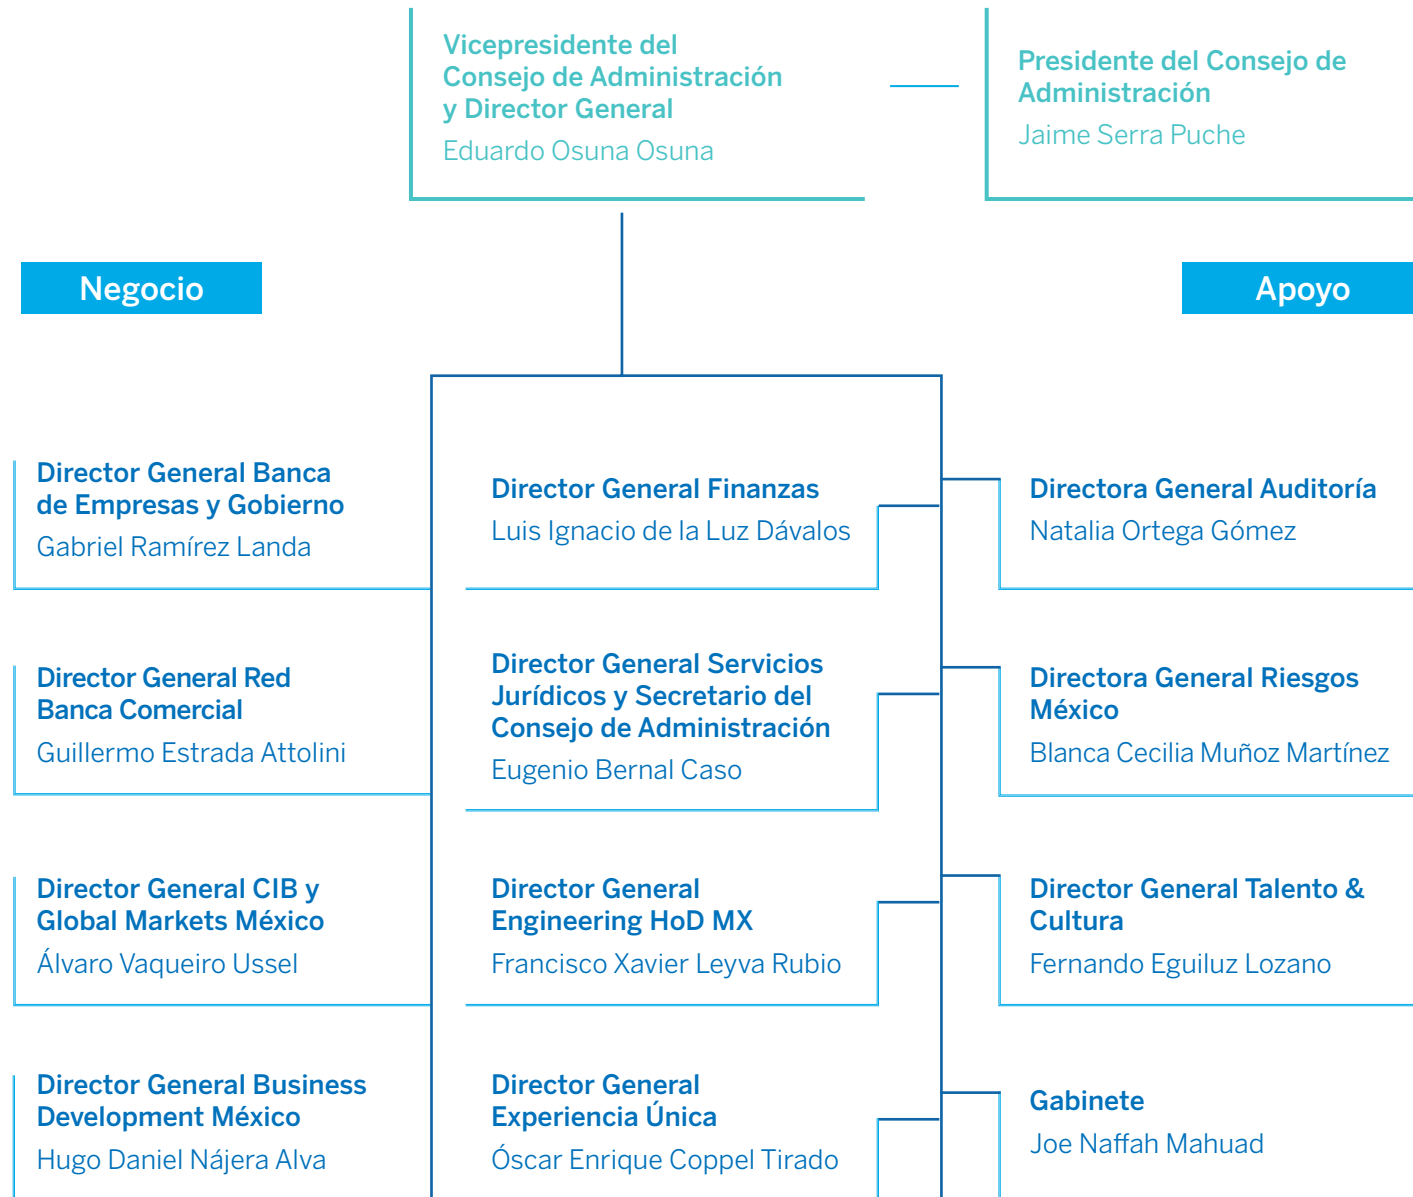 Vicepresidente del
Consejo de Administración
y Director General
Eduardo Osuna Osuna
Presidente del Consejo de
Administración
Jaime Serra Puche
Negocio
Apoyo
Director General Banca
de Empresas y Gobierno
Gabriel Ramírez Landa
Director General Finanzas
Luis Ignacio de la Luz Dávalos
Directora General Auditoría
Natalia Ortega Gómez
Director General Red
Banca Comercial
Guillermo Estrada Attolini
Director General Servicios
Jurídicos y Secretario del
Consejo de Administración
Eugenio Bernal Caso
Directora General Riesgos
México
Blanca Cecilia Muñoz Martínez
Director General CIB y
Global Markets México
Álvaro Vaqueiro Ussel
Director General
Engineering HoD MX
Francisco Xavier Leyva Rubio
Director General Talento &
Cultura
Fernando Eguiluz Lozano
Director General Business
Development México
Hugo Daniel Nájera Alva
Director General
Experiencia Única
Óscar Enrique Coppel Tirado
Gabinete
Joe Naffah Mahuad